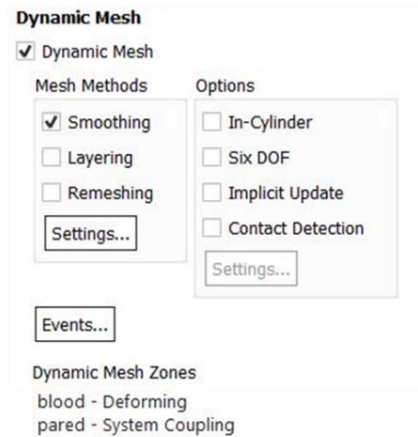 Dynamic Mesh
Dynamic Mesh
Mesh Methods Options
Smoothing In-Cylinder
Layering Six DOF
Remeshing Implicit Update
Settings... Contact Detection
Settings...
Events...
Dynamic Mesh Zones
blood - Deforming
pared - System Coupling